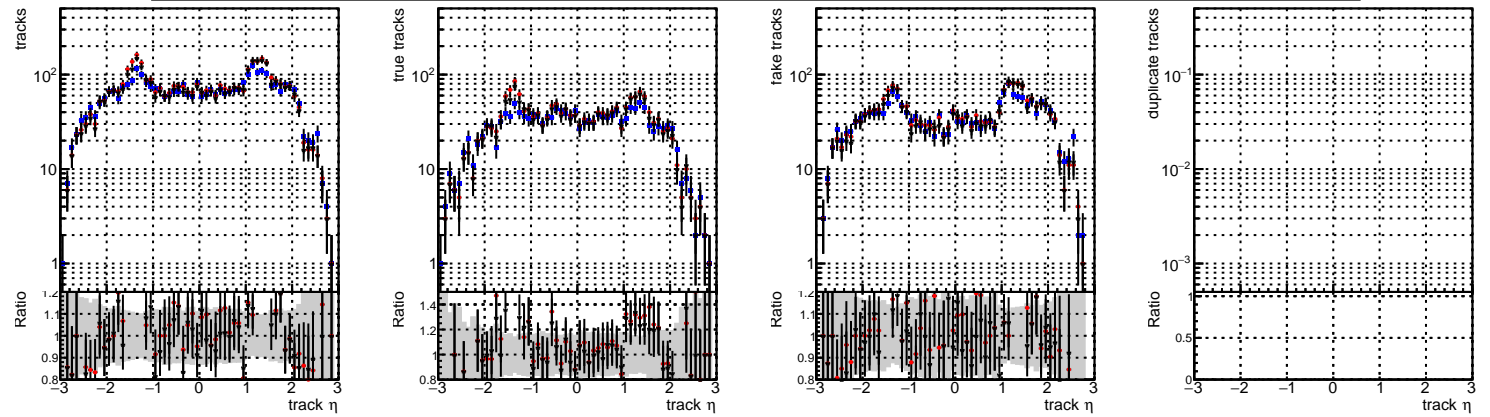 tracks
10²
10
1
Ratio
1.2
1.1
1
0.9
0.8
−3 −2 −1 0 1 2 3
track η
true tracks
10²
10
1
Ratio
1.4
1.2
1
0.8
−3 −2 −1 0 1 2 3
track η
fake tracks
10²
10
1
Ratio
1.2
1.1
1
0.9
0.8
−3 −2 −1 0 1 2 3
track η
duplicate tracks
10⁻¹
10⁻²
10⁻³
Ratio
1
0.5
0
−3 −2 −1 0 1 2 3
track η